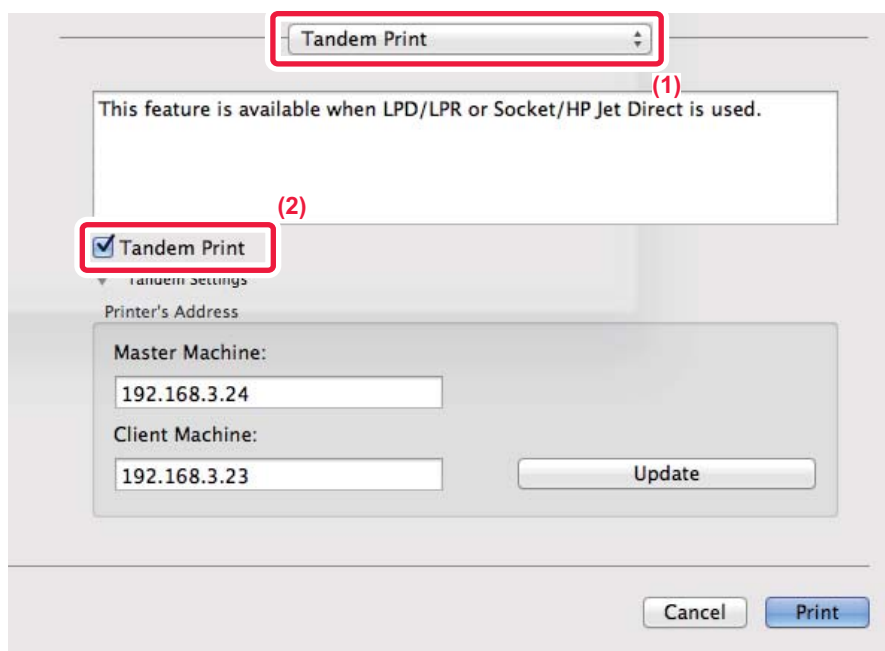 Tandem Print
(1)
This feature is available when LPD/LPR or Socket/HP Jet Direct is used.
(2)
Tandem Print
Tandem Settings
Printer's Address
Master Machine:
192.168.3.24
Client Machine:
192.168.3.23
Update
Cancel
Print